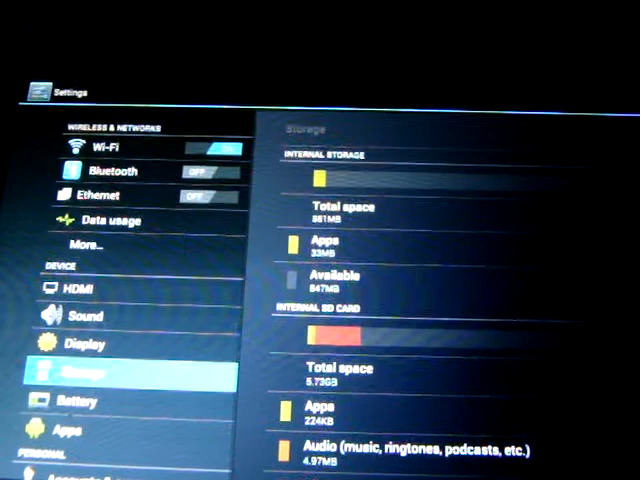 Settings
WIRELESS & NETWORKS
Wi-Fi
Bluetooth OFF
Ethernet OFF
Data usage
More...
DEVICE
HDMI
Sound
Display
Storage
Battery
Apps
PERSONAL
Storage
INTERNAL STORAGE
Total space
Apps
33MB
Available
847MB
INTERNAL SD CARD
Total space
5.73GB
Apps
224KB
Audio (music, ringtones, podcasts, etc.)
4.97MB